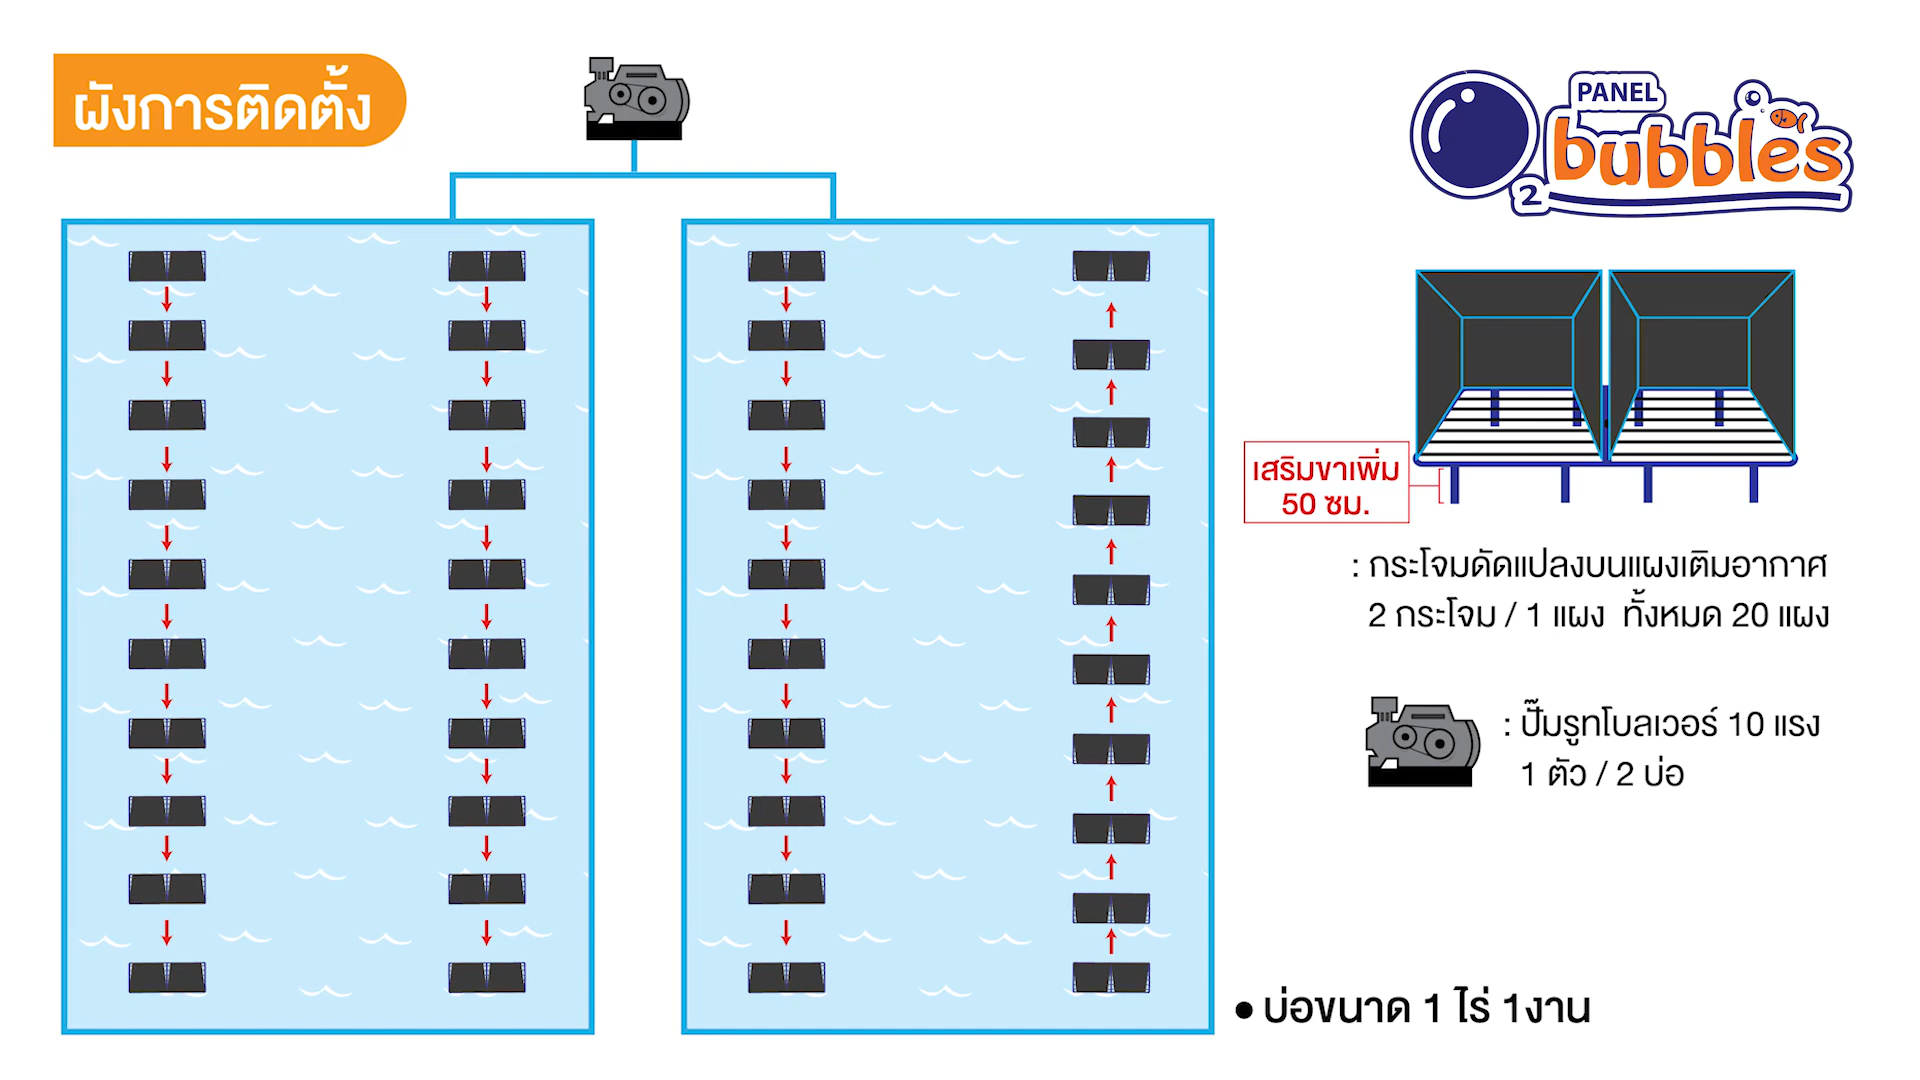 ผังการติดตั้ง
PANEL
O2 bubbles
เสริมขาเพิ่ม
50 ซม.
: กระโจมดัดแปลงบนแผงเติมอากาศ
2 กระโจม / 1 แผง ทั้งหมด 20 แผง
: ปั๊มรูทโบลเวอร์ 10 แรง
1 ตัว / 2 บ่อ
• บ่อขนาด 1 ไร่ 1งาน